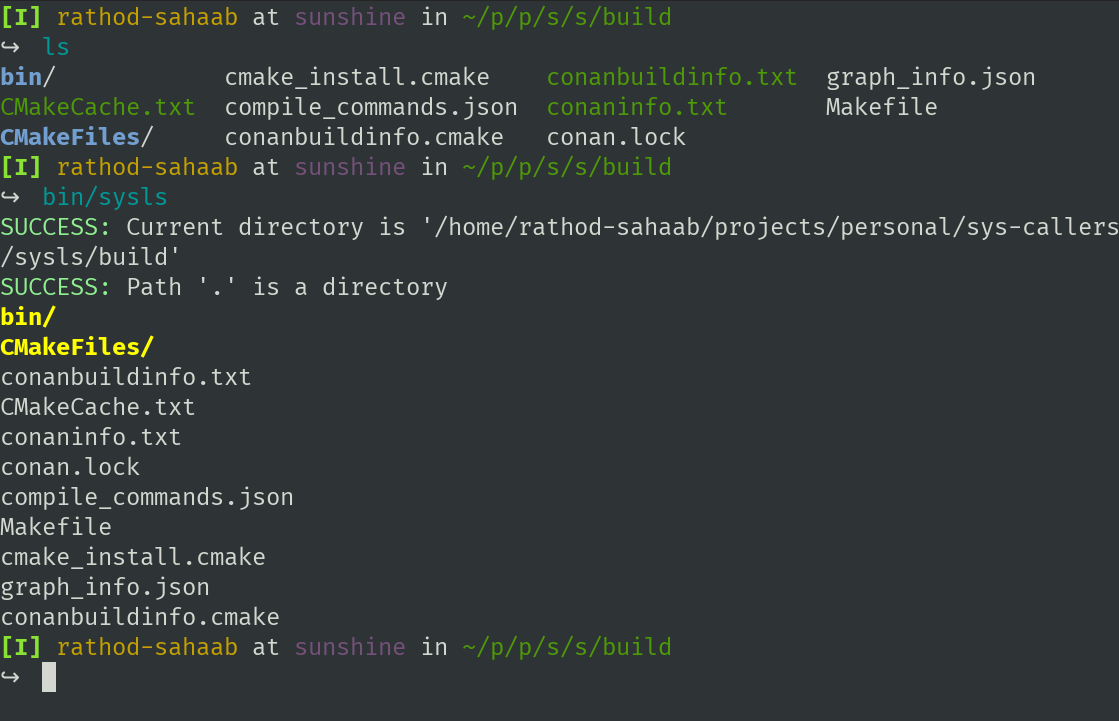 [I] rathod-sahaab at sunshine in ~/p/p/s/s/build
↪ ls
bin/ cmake_install.cmake conanbuildinfo.txt graph_info.json
CMakeCache.txt compile_commands.json conaninfo.txt Makefile
CMakeFiles/ conanbuildinfo.cmake conan.lock
[I] rathod-sahaab at sunshine in ~/p/p/s/s/build
↪ bin/sysls
SUCCESS: Current directory is '/home/rathod-sahaab/projects/personal/sys-callers
/sysls/build'
SUCCESS: Path '.' is a directory
bin/
CMakeFiles/
conanbuildinfo.txt
CMakeCache.txt
conaninfo.txt
conan.lock
compile_commands.json
Makefile
cmake_install.cmake
graph_info.json
conanbuildinfo.cmake
[I] rathod-sahaab at sunshine in ~/p/p/s/s/build
↪